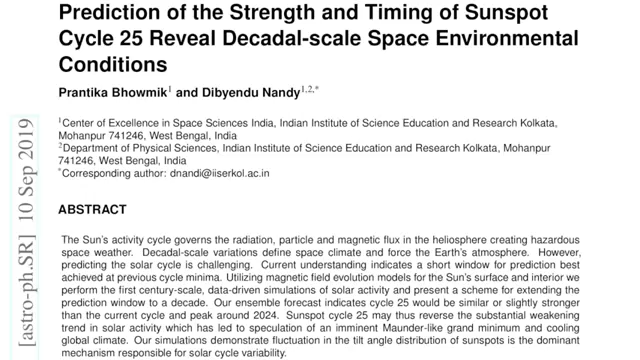 Prediction of the Strength and Timing of Sunspot
Cycle 25 Reveal Decadal-scale Space Environmental
Conditions
Prantika Bhowmik1 and Dibyendu Nandy1,2,*
1Center of Excellence in Space Sciences India, Indian Institute of Science Education and Research Kolkata,
Mohanpur 741246, West Bengal, India
2Department of Physical Sciences, Indian Institute of Science Education and Research Kolkata, Mohanpur
741246, West Bengal, India
*Corresponding author: dnandi@iiserkol.ac.in
ABSTRACT
The Sun's activity cycle governs the radiation, particle and magnetic flux in the heliosphere creating hazardous
space weather. Decadal-scale variations define space climate and force the Earth's atmosphere. However,
predicting the solar cycle is challenging. Current understanding indicates a short window for prediction best
achieved at previous cycle minima. Utilizing magnetic field evolution models for the Sun's surface and interior we
perform the first century-scale, data-driven simulations of solar activity and present a scheme for extending the
prediction window to a decade. Our ensemble forecast indicates cycle 25 would be similar or slightly stronger
than the current cycle and peak around 2024. Sunspot cycle 25 may thus reverse the substantial weakening
trend in solar activity which has led to speculation of an imminent Maunder-like grand minimum and cooling
global climate. Our simulations demonstrate fluctuation in the tilt angle distribution of sunspots is the dominant
mechanism responsible for solar cycle variability.
[astro-ph.SR] 10 Sep 2019